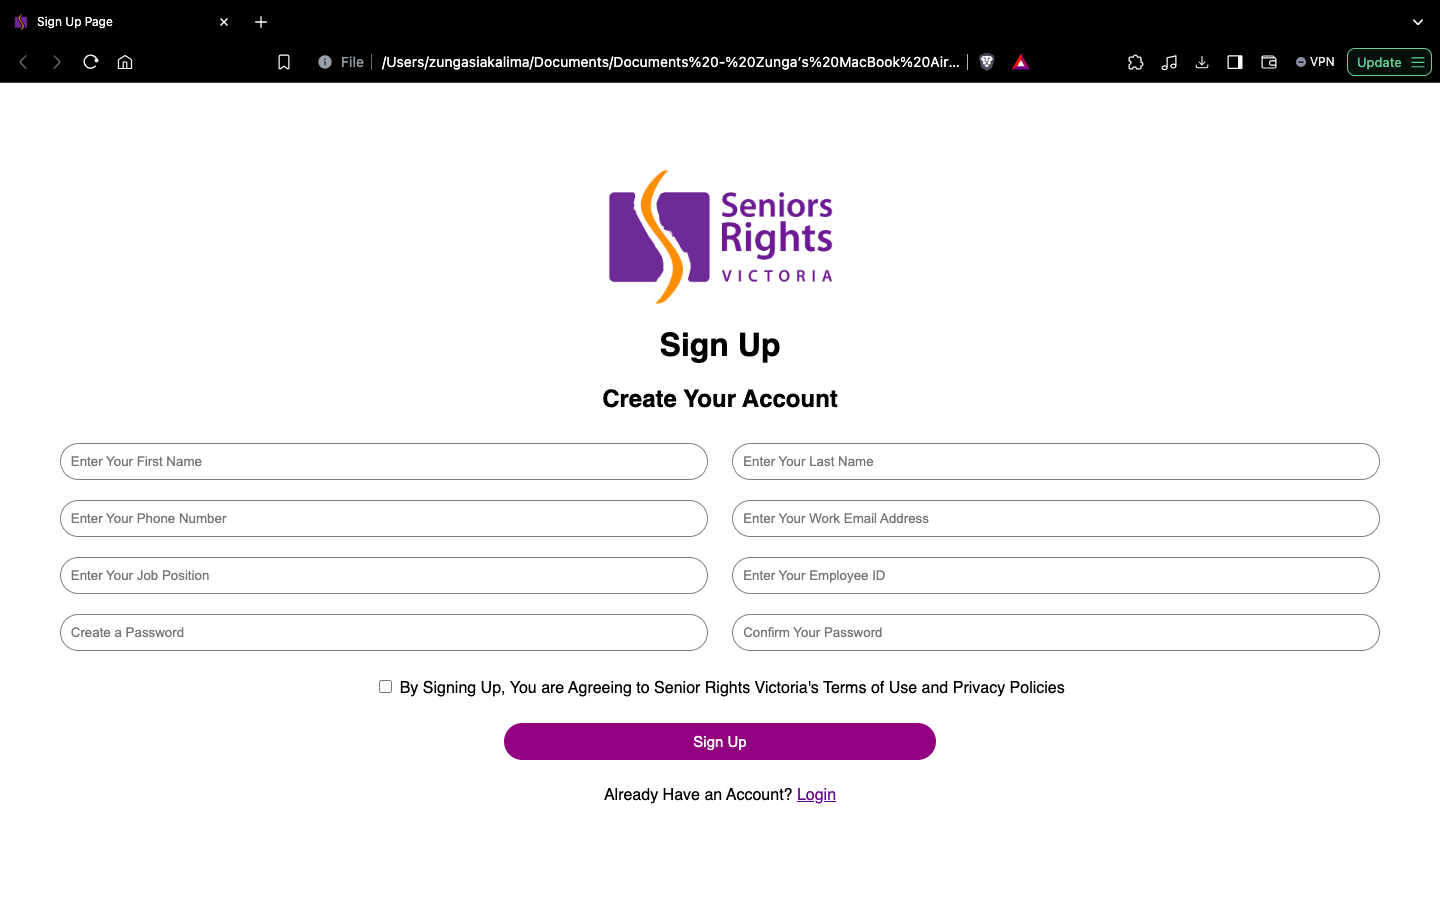 Sign Up Page
File /Users/zungasiakalima/Documents/Documents%20-%20Zunga’s%20MacBook%20Air... VPN Update
Seniors
Rights
VICTORIA
Sign Up
Create Your Account
Enter Your First Name Enter Your Last Name
Enter Your Phone Number Enter Your Work Email Address
Enter Your Job Position Enter Your Employee ID
Create a Password Confirm Your Password
By Signing Up, You are Agreeing to Senior Rights Victoria's Terms of Use and Privacy Policies
Sign Up
Already Have an Account? Login